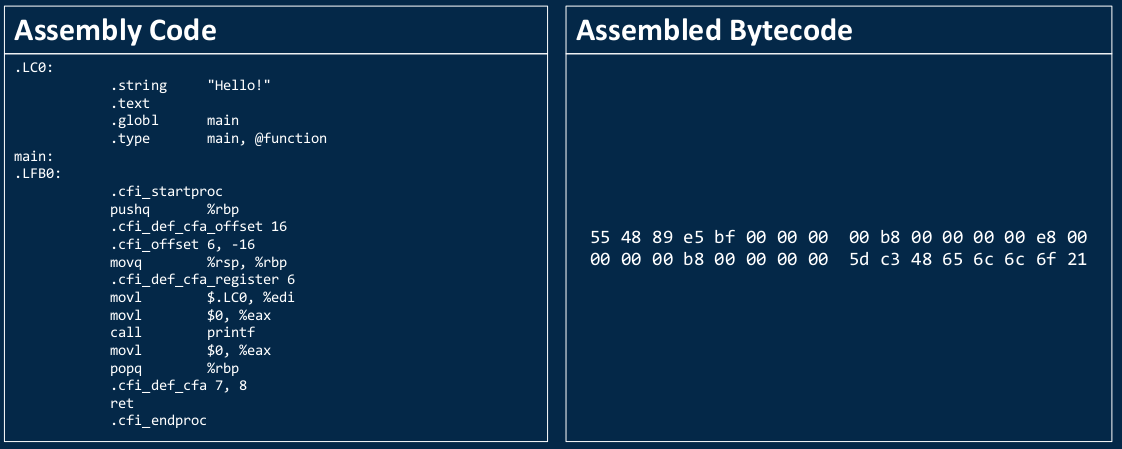 Assembly Code
.LC0:
.string "Hello!"
.text
.globl main
.type main, @function
main:
.LFB0:
.cfi_startproc
pushq %rbp
.cfi_def_cfa_offset 16
.cfi_offset 6, -16
movq %rsp, %rbp
.cfi_def_cfa_register 6
movl $.LC0, %edi
movl $0, %eax
call printf
movl $0, %eax
popq %rbp
.cfi_def_cfa 7, 8
ret
.cfi_endproc
Assembled Bytecode
55 48 89 e5 bf 00 00 00 00 b8 00 00 00 00 e8 00
00 00 00 b8 00 00 00 00 5d c3 48 65 6c 6c 6f 21